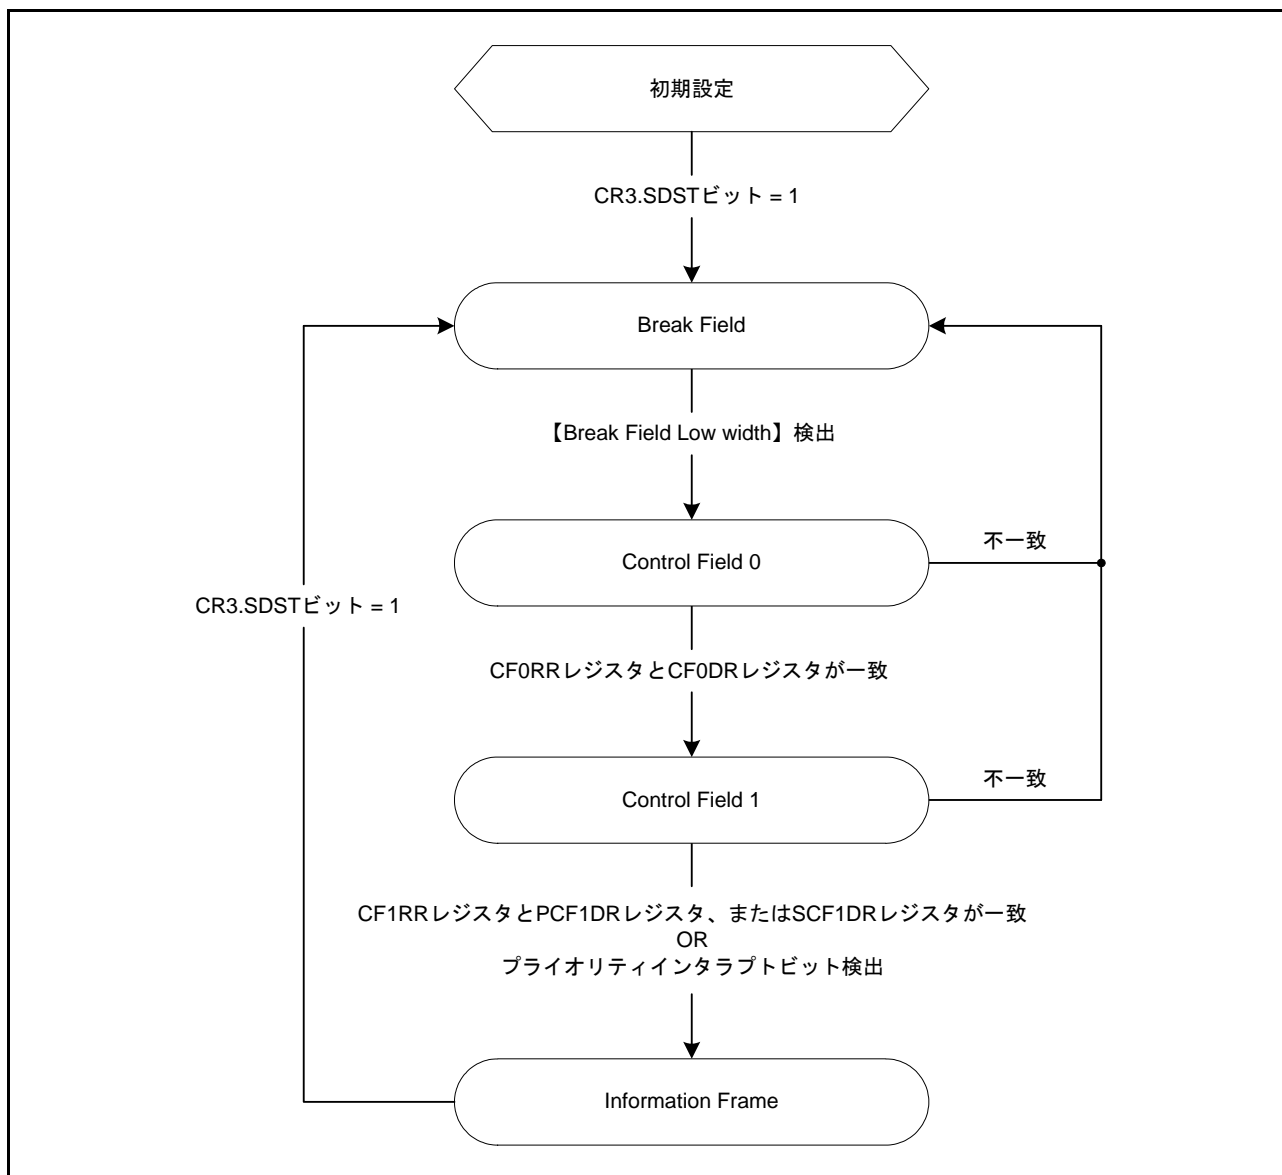 初期設定
CR3.SDSTビット = 1
Break Field
【Break Field Low width】検出
Control Field 0
不一致
CR3.SDSTビット = 1
CF0RRレジスタとCF0DRレジスタが一致
Control Field 1
不一致
CF1RRレジスタとPCF1DRレジスタ、またはSCF1DRレジスタが一致
OR
プライオリティインタラプトビット検出
Information Frame